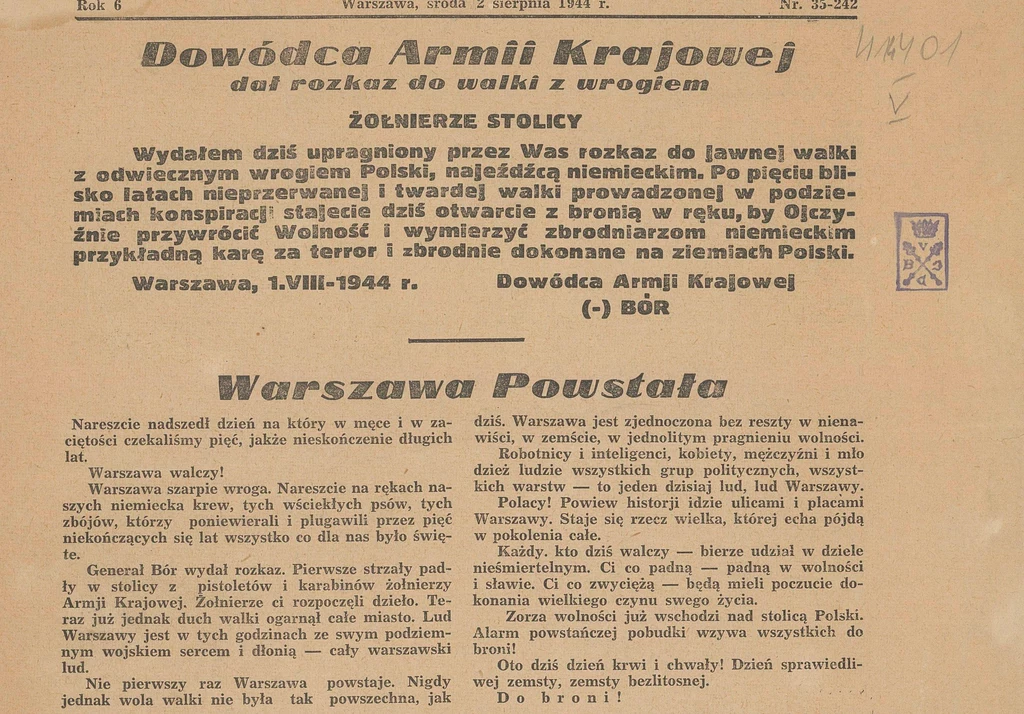 Rok 6 Warszawa, środa 2 sierpnia 1944 r. Nr. 35-242
Dowódca Armii Krajowej
dał rozkaz do walki z wrogiem
ŻOŁNIERZE STOLICY
Wydałem dziś upragniony przez Was rozkaz do jawnej walki
z odwiecznym wrogiem Polski, najeźdźcą niemieckim. Po pięciu bli-
sko latach nieprzerwanej i twardej walki prowadzonej w podzie-
miach konspiracji stajecie dziś otwarcie z bronią w ręku, by Ojczy-
źnie przywrócić Wolność i wymierzyć zbrodniarzom niemieckim
przykładną karę za terror i zbrodnie dokonane na ziemiach Polski.
Warszawa, 1.VIII-1944 r. Dowódca Armji Krajowej
(-) BÓR
Warszawa Powstała
Nareszcie nadszedł dzień na który w męce i w za-
ciętości czekaliśmy pięć, jakże nieskończenie długich
lat.
Warszawa walczy!
Warszawa szarpie wroga. Nareszcie na rękach na-
szych niemiecka krew, tych wściekłych psów, tych
zbójów, którzy poniewierali i plugawili przez pięć
niekończących się lat wszystko co dla nas było świę-
te.
Generał Bór wydał rozkaz. Pierwsze strzały pad-
ły w stolicy z pistoletów i karabinów żołnierzy
Armji Krajowej. Żołnierze ci rozpoczęli dzieło. Te-
raz już jednak duch walki ogarnął całe miasto. Lud
Warszawy jest w tych godzinach ze swym podziem-
nym wojskiem sercem i dłonią — cały warszawski
lud.
Nie pierwszy raz Warszawa powstaje. Nigdy
jednak wola walki nie była tak powszechna, jak
dziś. Warszawa jest zjednoczona bez reszty w niena-
wiści, w zemście, w jednolitym pragnieniu wolności.
Robotnicy i inteligenci, kobiety, mężczyźni i mło
dzież ludzie wszystkich grup politycznych, wszyst-
kich warstw — to jeden dzisiaj lud, lud Warszawy.
Polacy! Powiew historji idzie ulicami i placami
Warszawy. Staje się rzecz wielka, której echa pójdą
w pokolenia całe.
Każdy. kto dziś walczy — bierze udział w dziele
nieśmiertelnym. Ci co padną — padną w wolności
i sławie. Ci co zwyciężą — będą mieli poczucie do-
konania wielkiego czynu swego życia.
Zorza wolności już wschodzi nad stolicą Polski.
Alarm powstańczej pobudki wzywa wszystkich do
broni!
Oto dziś dzień krwi i chwały! Dzień sprawiedli-
wej zemsty, zemsty bezlitosnej.
Do broni!
V